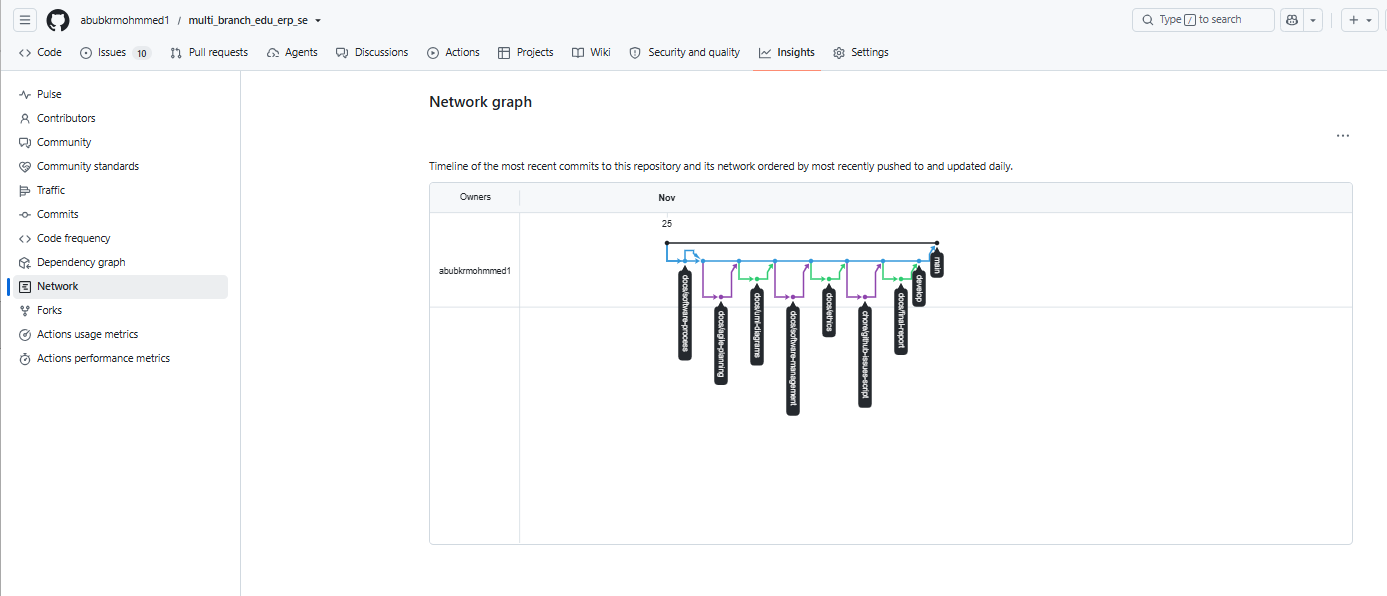 abubkrmohmmed1 / multi_branch_edu_erp_se
Type / to search
Code Issues 10 Pull requests Agents Discussions Actions Projects Wiki Security and quality Insights Settings
Pulse
Contributors
Community
Community standards
Traffic
Commits
Code frequency
Dependency graph
Network
Forks
Actions usage metrics
Actions performance metrics
Network graph
Timeline of the most recent commits to this repository and its network ordered by most recently pushed to and updated daily.
Owners
Nov
25
abubkrmohmmed1
docs/software-process
docs/agile-planning
docs/uml-diagrams
docs/software-management
docs/ethics
chore/github-issues-script
docs/final-report
develop
main